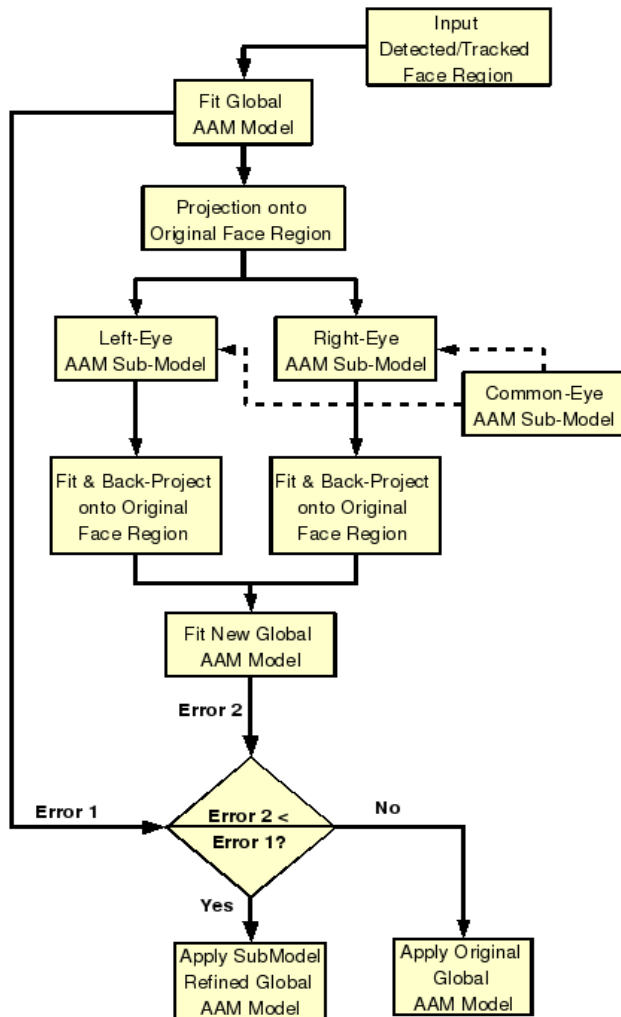 Input
Detected/Tracked
Face Region
Fit Global
AAM Model
Projection onto
Original Face Region
Left-Eye
AAM Sub-Model
Right-Eye
AAM Sub-Model
Common-Eye
AAM Sub-Model
Fit & Back-Project
onto Original
Face Region
Fit & Back-Project
onto Original
Face Region
Fit New Global
AAM Model
Error 2
Error 1
Error 2 <
Error 1?
No
Yes
Apply SubModel
Refined Global
AAM Model
Apply Original
Global
AAM Model